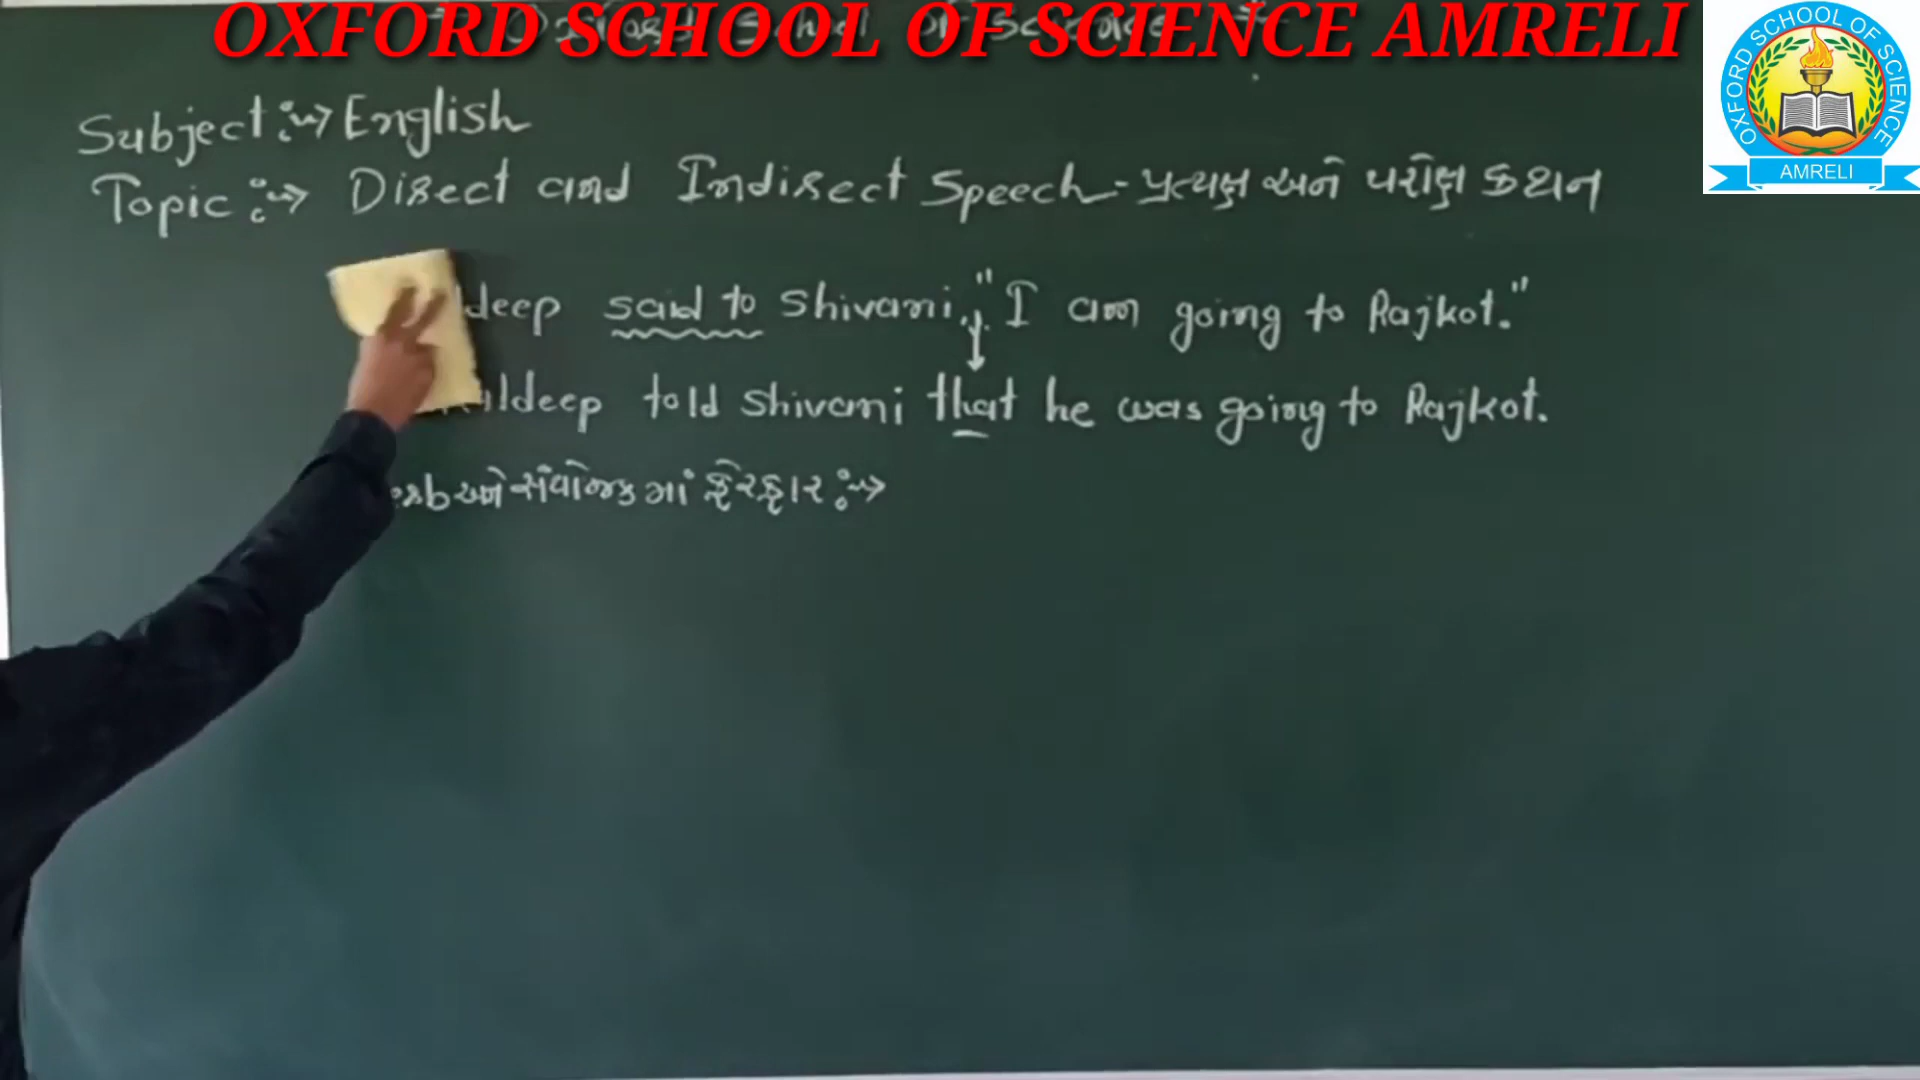 OXFORD SCHOOL OF SCIENCE AMRELI
OXFORD SCHOOL OF SCIENCE
AMRELI
Subject :→ English
Topic :→ Direct and Indirect Speech - પ્રત્યક્ષ અને પરોક્ષ કથન
deep said to Shivani, "I am going to Rajkot."
ldeep told Shivani that he was going to Rajkot.
erb અને સંયોજક માં ફેરફાર :→